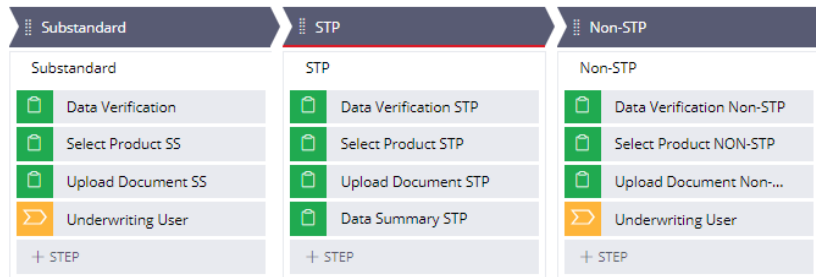 Substandard
STP
Non-STP
Substandard
STP
Non-STP
Data Verification
Data Verification STP
Data Verification Non-STP
Select Product SS
Select Product STP
Select Product NON-STP
Upload Document SS
Upload Document STP
Upload Document Non-...
Underwriting User
Data Summary STP
Underwriting User
+ STEP
+ STEP
+ STEP